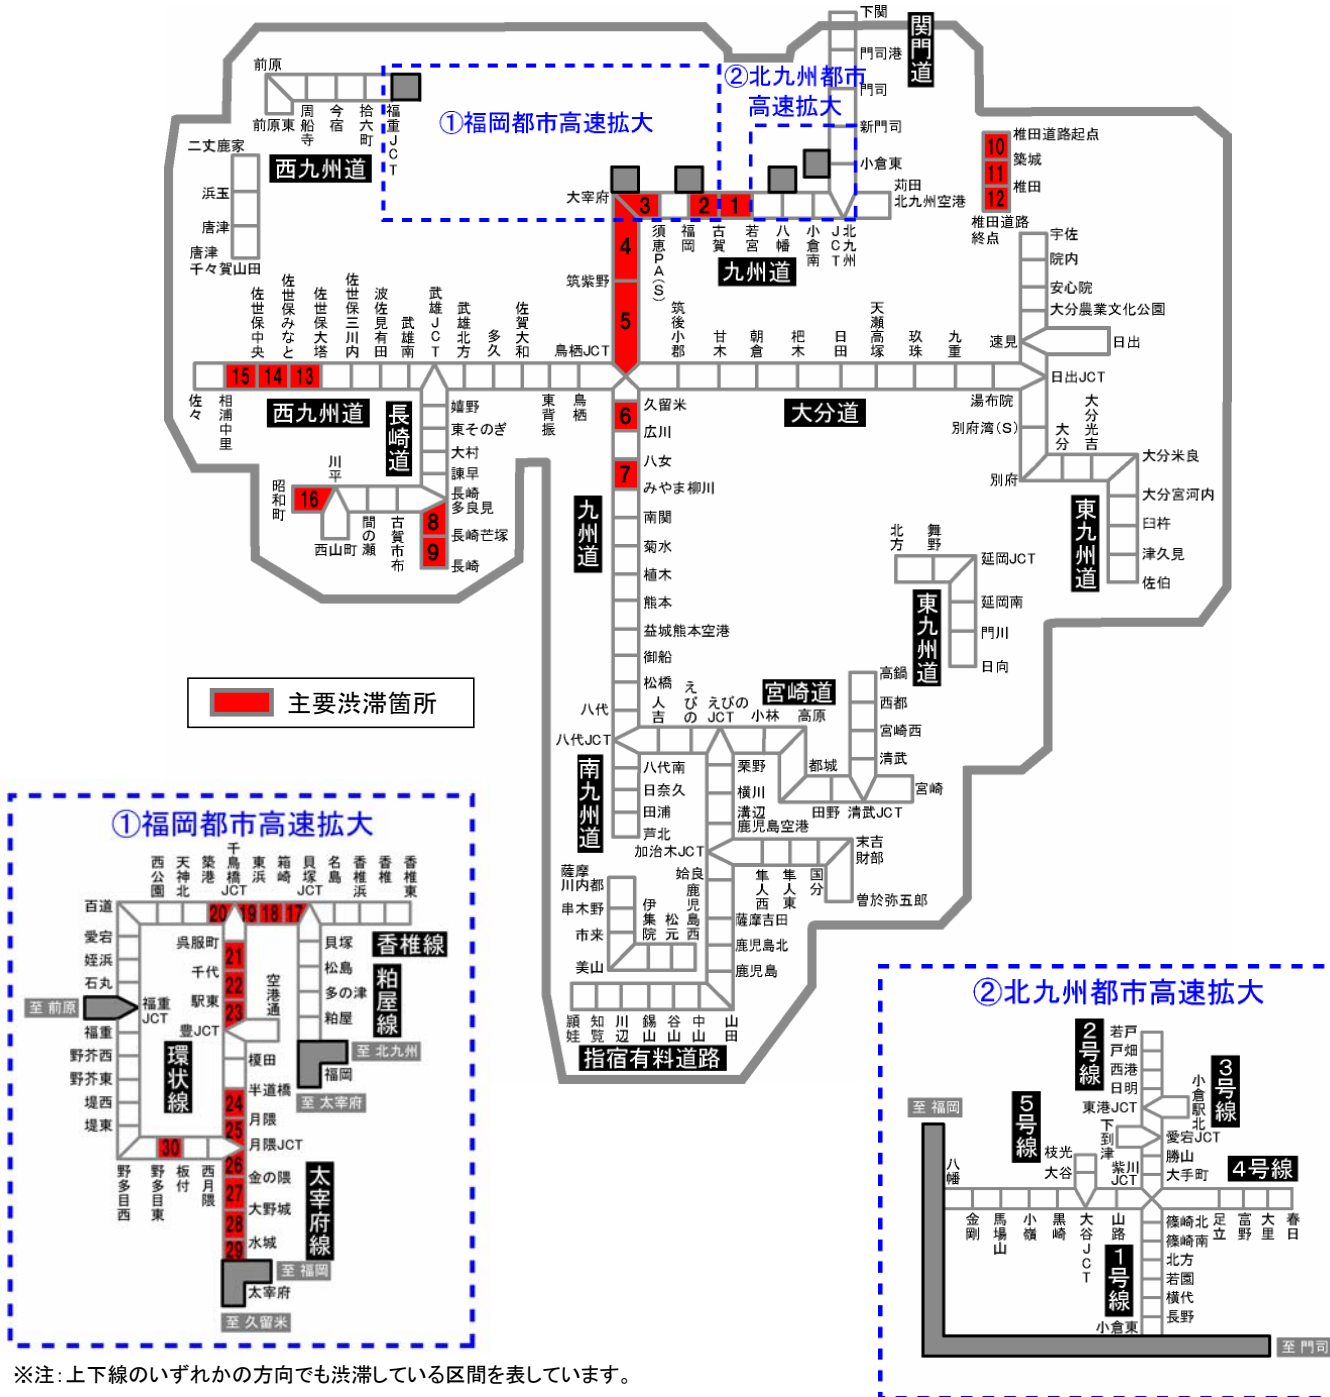 下関
関門道
門司港
門司
新門司
小倉東
苅田
北九州空港
②北九州都市
高速拡大
①福岡都市高速拡大
前原
前原東
周船寺
今宿
拾六町
福重JCT
西九州道
二丈鹿家
浜玉
唐津
唐津
千々賀山田
大宰府
3
2
1
須恵PA(S)
福岡
古賀
若宮
八幡
小倉南
北九州
JCT
九州道
4
筑紫野
5
鳥栖JCT
10
11
12
椎田道路起点
築城
椎田
椎田道路
終点
宇佐
院内
安心院
大分農業文化公園
速見
日出
日出JCT
佐世保中央
佐世保みなと
佐世保大塔
佐世保三川内
波佐見有田
武雄南
武雄JCT
武雄北方
多久
佐賀大和
筑後小郡
甘木
朝倉
杷木
日田
天瀬高塚
玖珠
九重
15
14
13
佐々
相浦中里
西九州道
長崎道
東背振
鳥栖
大分道
湯布院
別府湾(S)
別府
大分
大分光吉
大分米良
大分宮河内
臼杵
津久見
佐伯
東九州道
嬉野
東そのぎ
大村
諫早
長崎
多良見
長崎芒塚
長崎
8
9
昭和町
16
川平
西山町
間の瀬
古賀市布
6
久留米
広川
7
八女
みやま柳川
南関
菊水
植木
熊本
益城熊本空港
御船
松橋
八代
八代JCT
九州道
北方
舞野
延岡JCT
延岡南
門川
日向
東九州道
主要渋滞箇所
人吉
えびの
えびの
JCT
小林
高原
宮崎道
高鍋
西都
宮崎西
清武
宮崎
都城
田野
清武JCT
南九州道
八代南
日奈久
田浦
芦北
栗野
横川
溝辺
鹿児島空港
加治木JCT
末吉
財部
隼人西
隼人東
国分
曽於弥五郎
姶良
薩摩
川内都
串木野
市来
美山
伊集院
松元
鹿児島西
薩摩吉田
鹿児島北
鹿児島
頴娃
知覧
川辺
錫山
谷山
中山
山田
指宿有料道路
①福岡都市高速拡大
西公園
天神北
築港
千鳥橋
JCT
東浜
箱崎
貝塚
JCT
名島
香椎浜
香椎
香椎東
百道
愛宕
姪浜
石丸
20
19
18
17
香椎線
呉服町
21
千代
22
駅東
23
豊JCT
空港通
貝塚
松島
多の津
粕屋
粕屋線
至 前原
福重
JCT
福重
野芥西
野芥東
堤西
堤東
環状線
榎田
半道橋
24
月隈
25
月隈JCT
至 北九州
福岡
至 太宰府
30
野多目西
野多目東
板付
西月隈
26
金の隈
27
大野城
28
水城
29
太宰府線
至 福岡
太宰府
至 久留米
②北九州都市高速拡大
2号線
若戸
戸畑
西港
日明
東港JCT
小倉駅北
3号線
至 福岡
5号線
枝光
大谷
下到津
愛宕JCT
勝山
紫川
JCT
大手町
4号線
八幡
金剛
馬場山
小嶺
黒崎
大谷JCT
山路
足立
富野
大里
春日
篠崎北
篠崎南
北方
若園
横代
長野
小倉東
1号線
至 門司
※注：上下線のいずれかの方向でも渋滞している区間を表しています。